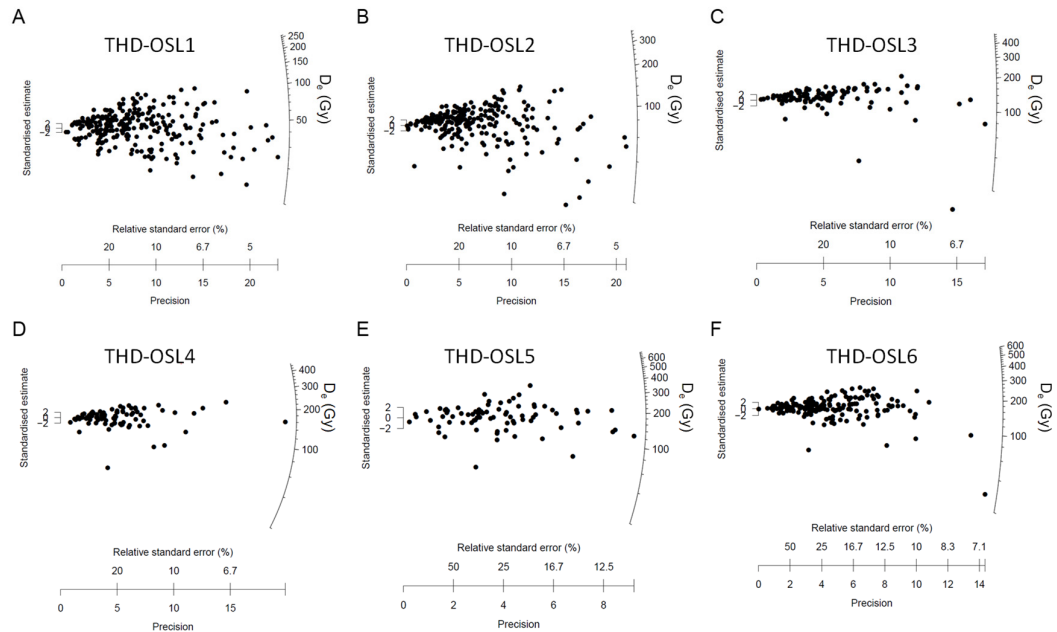 A
THD-OSL1
Standardised estimate
2
0
−2
250
200
150
100
50
De (Gy)
Relative standard error (%)
20 10 6.7 5
0 5 10 15 20
Precision
B
THD-OSL2
Standardised estimate
2
0
−2
300
200
100
De (Gy)
Relative standard error (%)
20 10 6.7 5
0 5 10 15 20
Precision
C
THD-OSL3
Standardised estimate
2
0
−2
400
300
200
100
De (Gy)
Relative standard error (%)
20 10 6.7
0 5 10 15
Precision
D
THD-OSL4
Standardised estimate
2
0
−2
400
300
200
100
De (Gy)
Relative standard error (%)
20 10 6.7
0 5 10 15
Precision
E
THD-OSL5
Standardised estimate
2
0
−2
600
500
400
300
200
100
De (Gy)
Relative standard error (%)
50 25 16.7 12.5
0 2 4 6 8
Precision
F
THD-OSL6
Standardised estimate
2
0
−2
600
500
400
300
200
100
De (Gy)
Relative standard error (%)
50 25 16.7 12.5 10 8.3 7.1
0 2 4 6 8 10 12 14
Precision